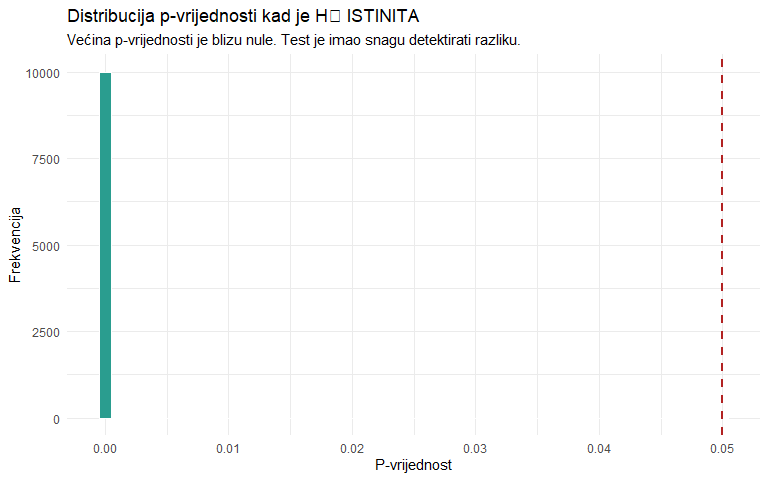 Distribucija p-vrijednosti kad je H▯ ISTINITA
Većina p-vrijednosti je blizu nule. Test je imao snagu detektirati razliku.
10000
7500
5000
2500
0
Frekvencija
0.00 0.01 0.02 0.03 0.04 0.05
P-vrijednost